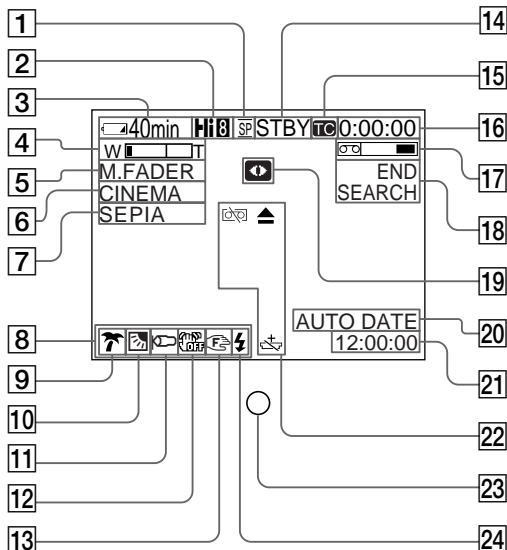 1 14
2 15
3 16
40min Hi8 SP STBY TC 0:00:00
4 W T 17
5 M.FADER END
6 CINEMA SEARCH 18
7 SEPIA 19
AUTO DATE 20
8 OFF F 12:00:00 21
9
10 22
11 23
12
13 24